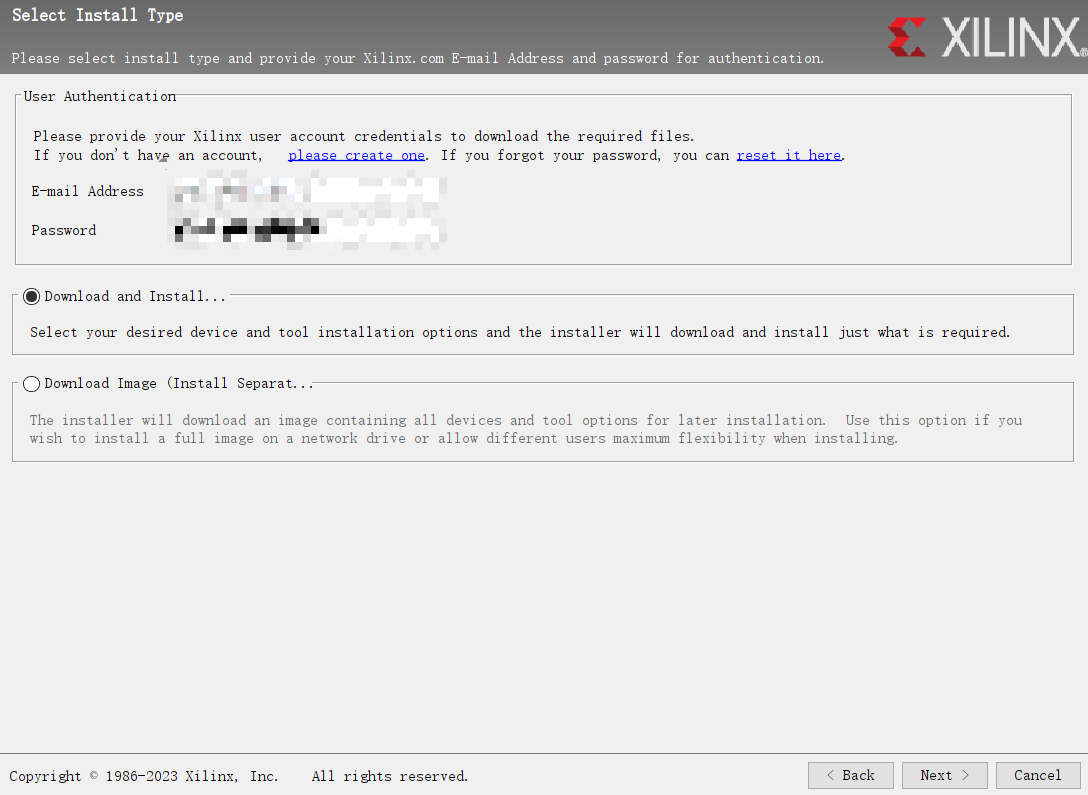 Select Install Type
XILINX®
Please select install type and provide your Xilinx.com E-mail Address and password for authentication.
User Authentication
Please provide your Xilinx user account credentials to download the required files.
If you don't have an account, please create one. If you forgot your password, you can reset it here.
E-mail Address
Password
Download and Install...
Select your desired device and tool installation options and the installer will download and install just what is required.
Download Image (Install Separat...
The installer will download an image containing all devices and tool options for later installation. Use this option if you
wish to install a full image on a network drive or allow different users maximum flexibility when installing.
Copyright © 1986-2023 Xilinx, Inc. All rights reserved.
< Back
Next >
Cancel